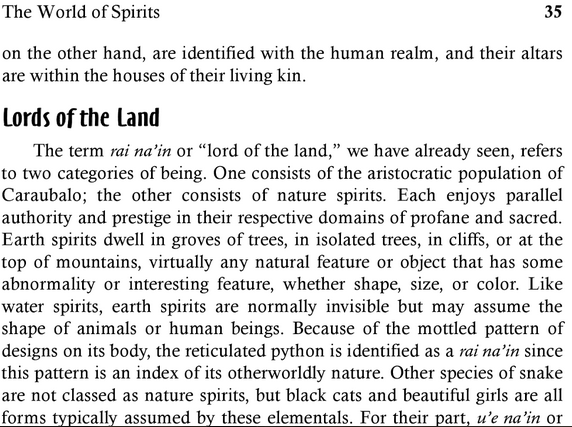 The World of Spirits 35
on the other hand, are identified with the human realm, and their altars
are within the houses of their living kin.
Lords of the Land
The term rai na’in or “lord of the land,” we have already seen, refers
to two categories of being. One consists of the aristocratic population of
Caraubalo; the other consists of nature spirits. Each enjoys parallel
authority and prestige in their respective domains of profane and sacred.
Earth spirits dwell in groves of trees, in isolated trees, in cliffs, or at the
top of mountains, virtually any natural feature or object that has some
abnormality or interesting feature, whether shape, size, or color. Like
water spirits, earth spirits are normally invisible but may assume the
shape of animals or human beings. Because of the mottled pattern of
designs on its body, the reticulated python is identified as a rai na’in since
this pattern is an index of its otherworldly nature. Other species of snake
are not classed as nature spirits, but black cats and beautiful girls are all
forms typically assumed by these elementals. For their part, u’e na’in or